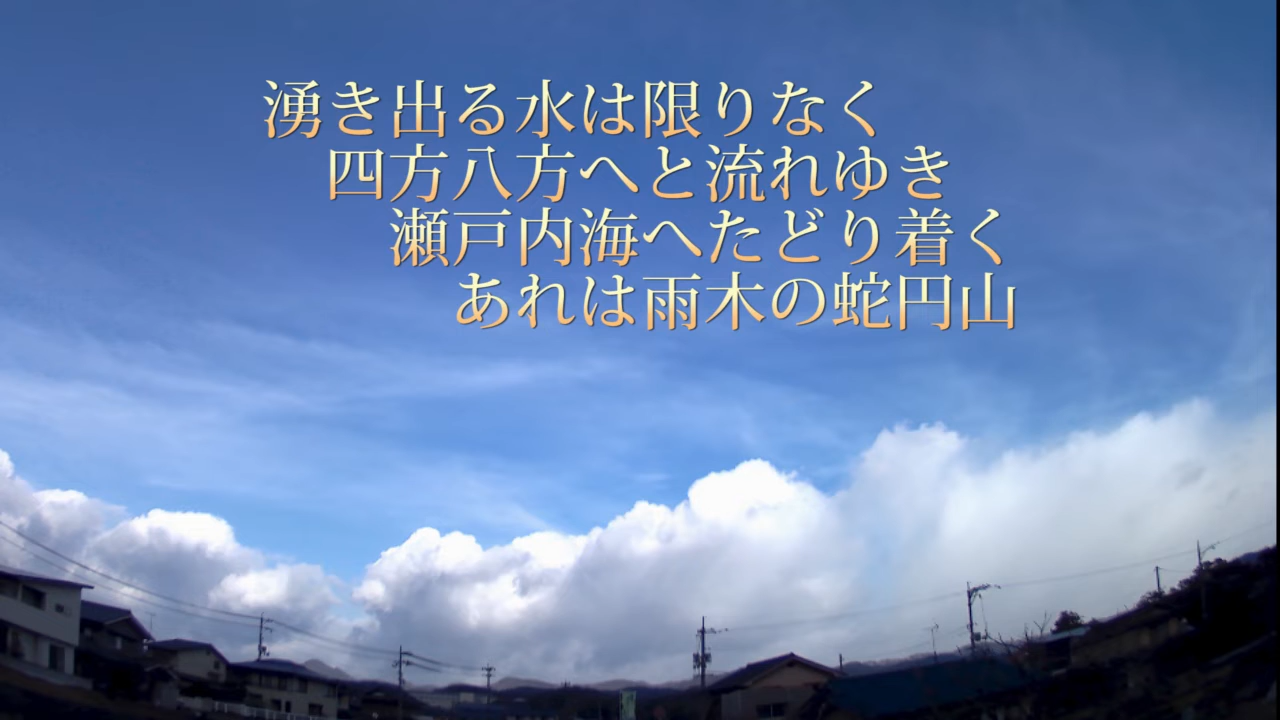 湧き出る水は限りなく
四方八方へと流れゆき
瀬戸内海へたどり着く
あれは雨木の蛇円山